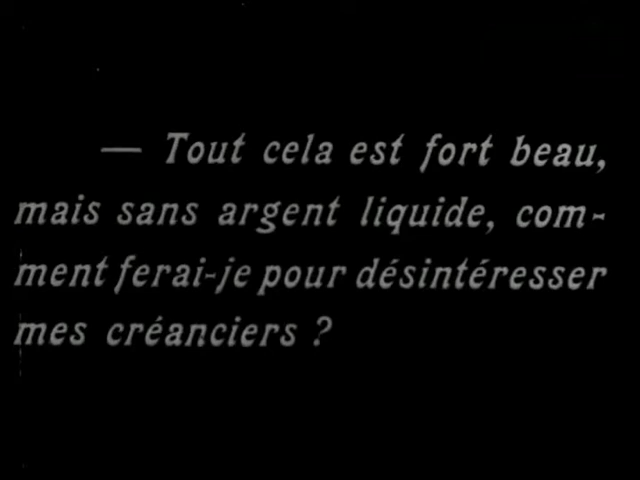 — Tout cela est fort beau,
mais sans argent liquide, com-
ment ferai-je pour désintéresser
mes créanciers ?